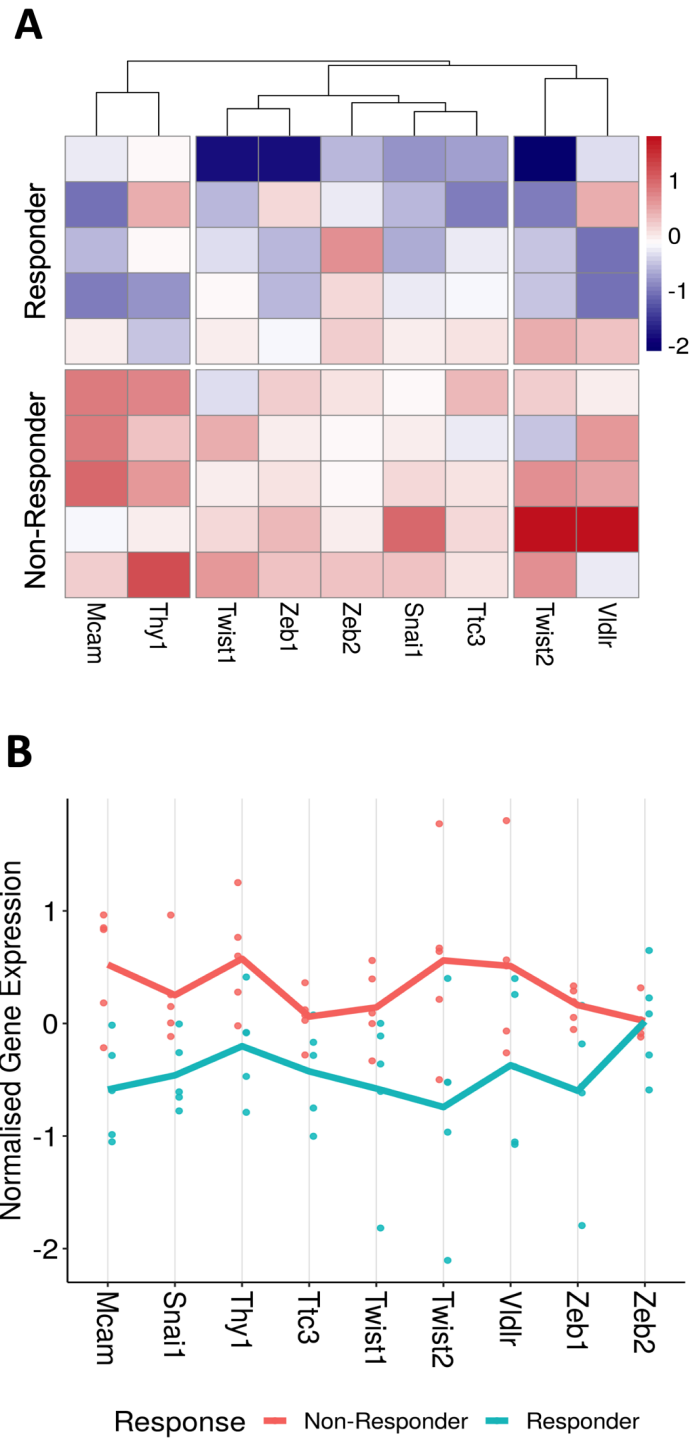 A
Responder
Non-Responder
1
0
-1
-2
Mcam Thy1 Twist1 Zeb1 Zeb2 Snai1 Ttc3 Twist2 Vldlr
B
Normalised Gene Expression
1
0
-1
-2
Mcam Snai1 Thy1 Ttc3 Twist1 Twist2 Vldlr Zeb1 Zeb2
Response Non-Responder Responder